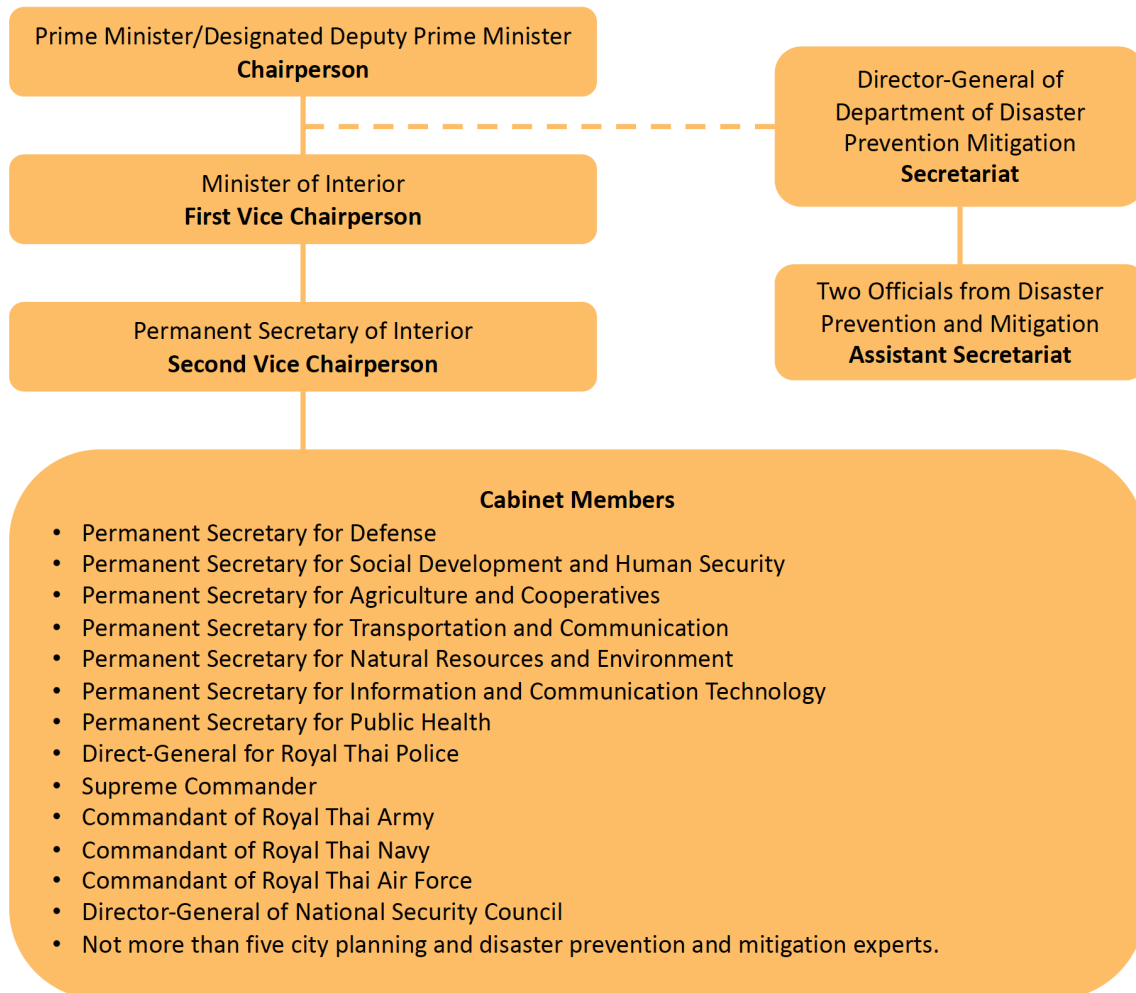 Prime Minister/Designated Deputy Prime Minister
Chairperson
Director-General of
Department of Disaster
Prevention Mitigation
Secretariat
Minister of Interior
First Vice Chairperson
Two Officials from Disaster
Prevention and Mitigation
Assistant Secretariat
Permanent Secretary of Interior
Second Vice Chairperson
Cabinet Members
• Permanent Secretary for Defense
• Permanent Secretary for Social Development and Human Security
• Permanent Secretary for Agriculture and Cooperatives
• Permanent Secretary for Transportation and Communication
• Permanent Secretary for Natural Resources and Environment
• Permanent Secretary for Information and Communication Technology
• Permanent Secretary for Public Health
• Direct-General for Royal Thai Police
• Supreme Commander
• Commandant of Royal Thai Army
• Commandant of Royal Thai Navy
• Commandant of Royal Thai Air Force
• Director-General of National Security Council
• Not more than five city planning and disaster prevention and mitigation experts.